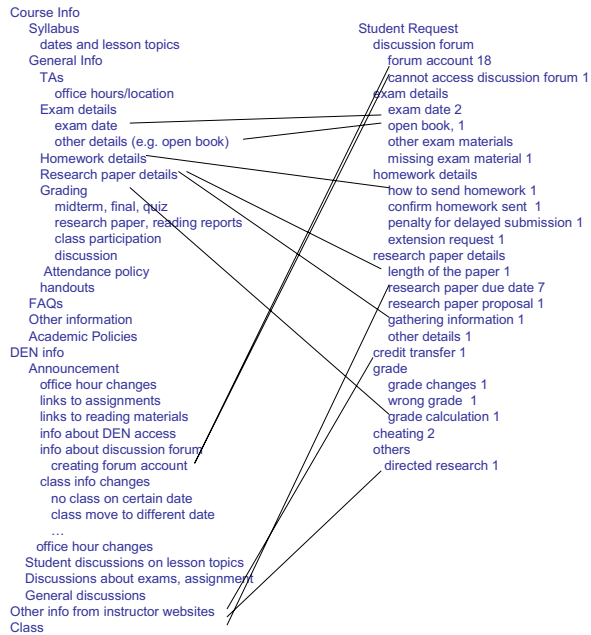 Course Info
Syllabus
dates and lesson topics
General Info
TAs
office hours/location
Exam details
exam date
other details (e.g. open book)
Homework details
Research paper details
Grading
midterm, final, quiz
research paper, reading reports
class participation
discussion
Attendance policy
handouts
FAQs
Other information
Academic Policies
DEN info
Announcement
office hour changes
links to assignments
links to reading materials
info about DEN access
info about discussion forum
creating forum account
class info changes
no class on certain date
class move to different date
…
office hour changes
Student discussions on lesson topics
Discussions about exams, assignment
General discussions
Other info from instructor websites
Class
Student Request
discussion forum
forum account 18
cannot access discussion forum 1
exam details
exam date 2
open book, 1
other exam materials
missing exam material 1
homework details
how to send homework 1
confirm homework sent 1
penalty for delayed submission 1
extension request 1
research paper details
length of the paper 1
research paper due date 7
research paper proposal 1
gathering information 1
other details 1
credit transfer 1
grade
grade changes 1
wrong grade 1
grade calculation 1
cheating 2
others
directed research 1